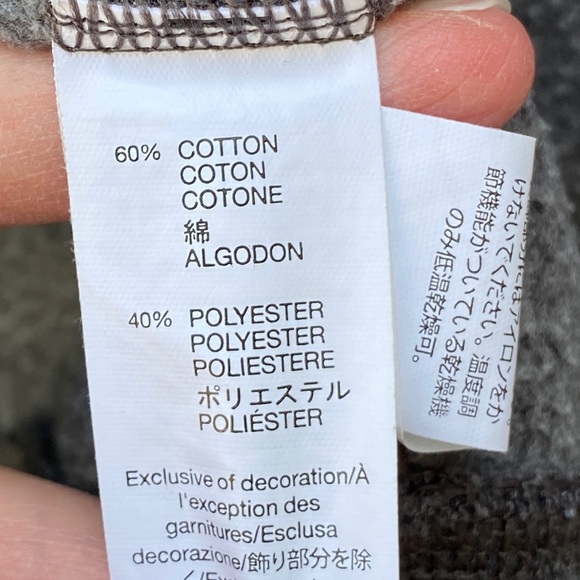 60% COTTON
COTON
COTONE
綿
ALGODON
40% POLYESTER
POLYESTER
POLIESTERE
ポリエステル
POLIÉSTER
Exclusive of decoration/À
l'exception des
garnitures/Esclusa
decorazione/飾り部分を除
けないでください。温度調
節機能がついている乾燥機
のみ低温乾燥可。